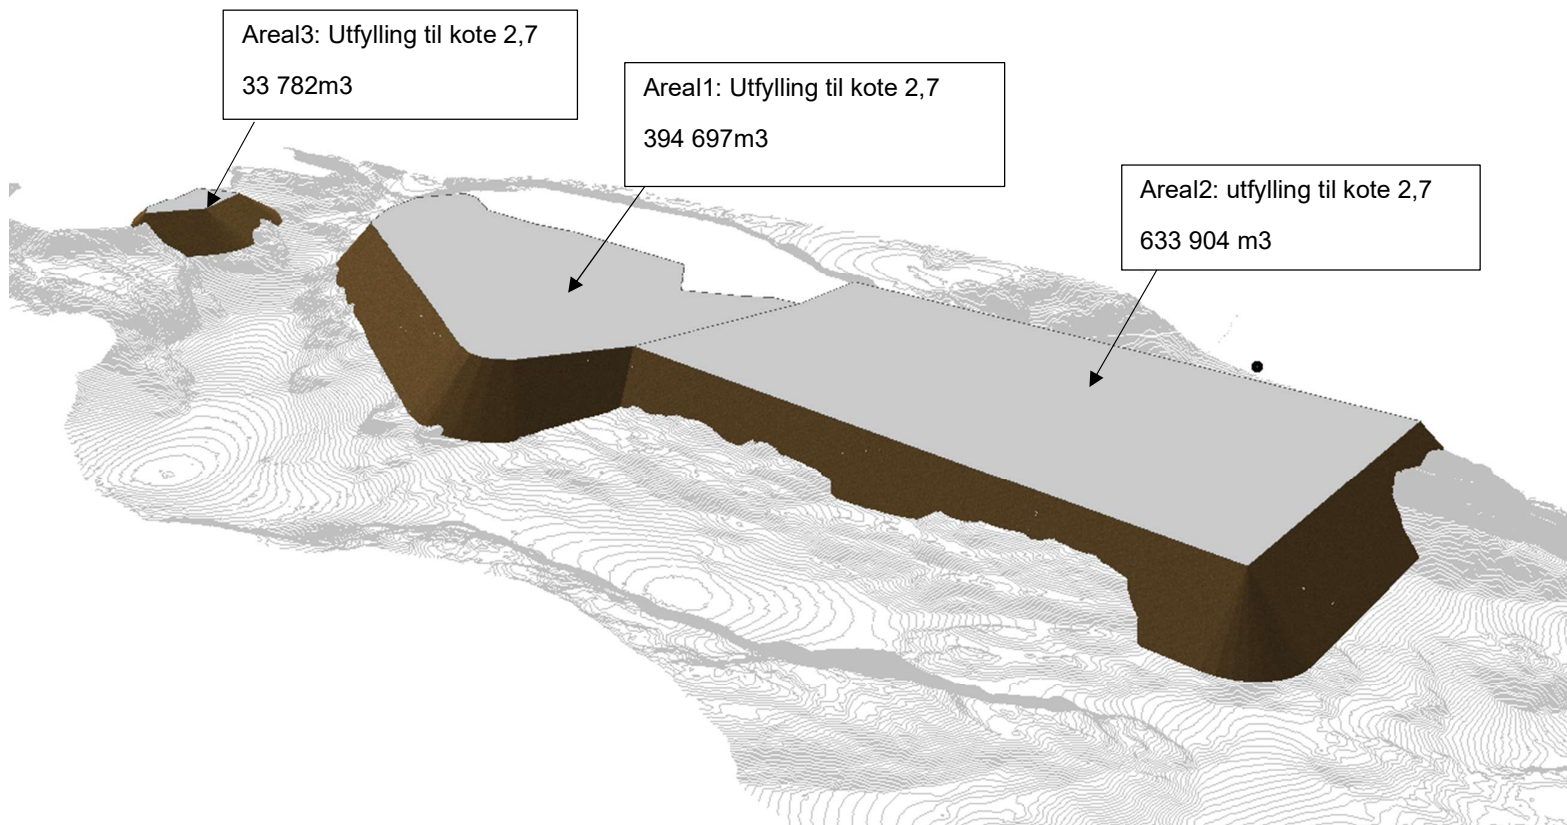 Areal3: Utfylling til kote 2,7
33 782m3
Areal1: Utfylling til kote 2,7
394 697m3
Areal2: utfylling til kote 2,7
633 904 m3